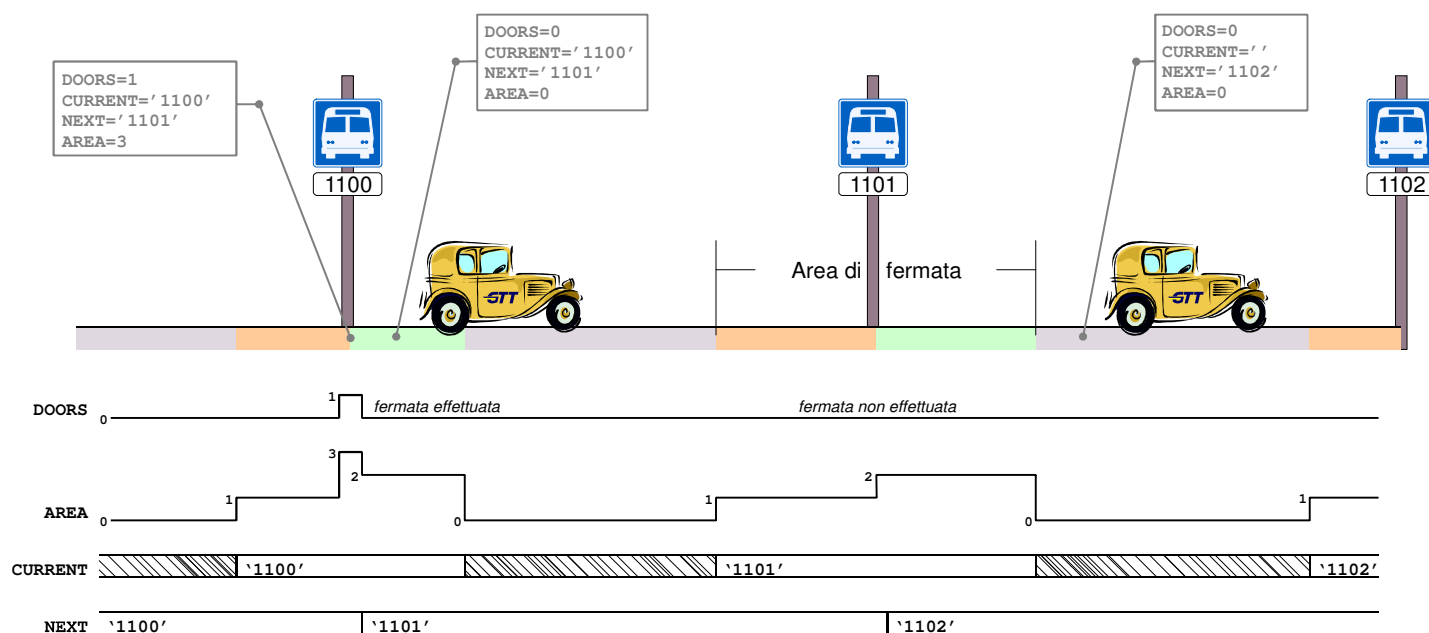 DOORS=0
CURRENT='1100'
NEXT='1101'
AREA=0
DOORS=0
CURRENT=''
NEXT='1102'
AREA=0
DOORS=1
CURRENT='1100'
NEXT='1101'
AREA=3
1100
1101
1102
Area di fermata
STT
STT
DOORS
0
1
fermata effettuata
fermata non effettuata
AREA
0
1
3
2
0
1
2
0
1
CURRENT
‘1100’
‘1101’
‘1102’
NEXT
‘1100’
‘1101’
‘1102’